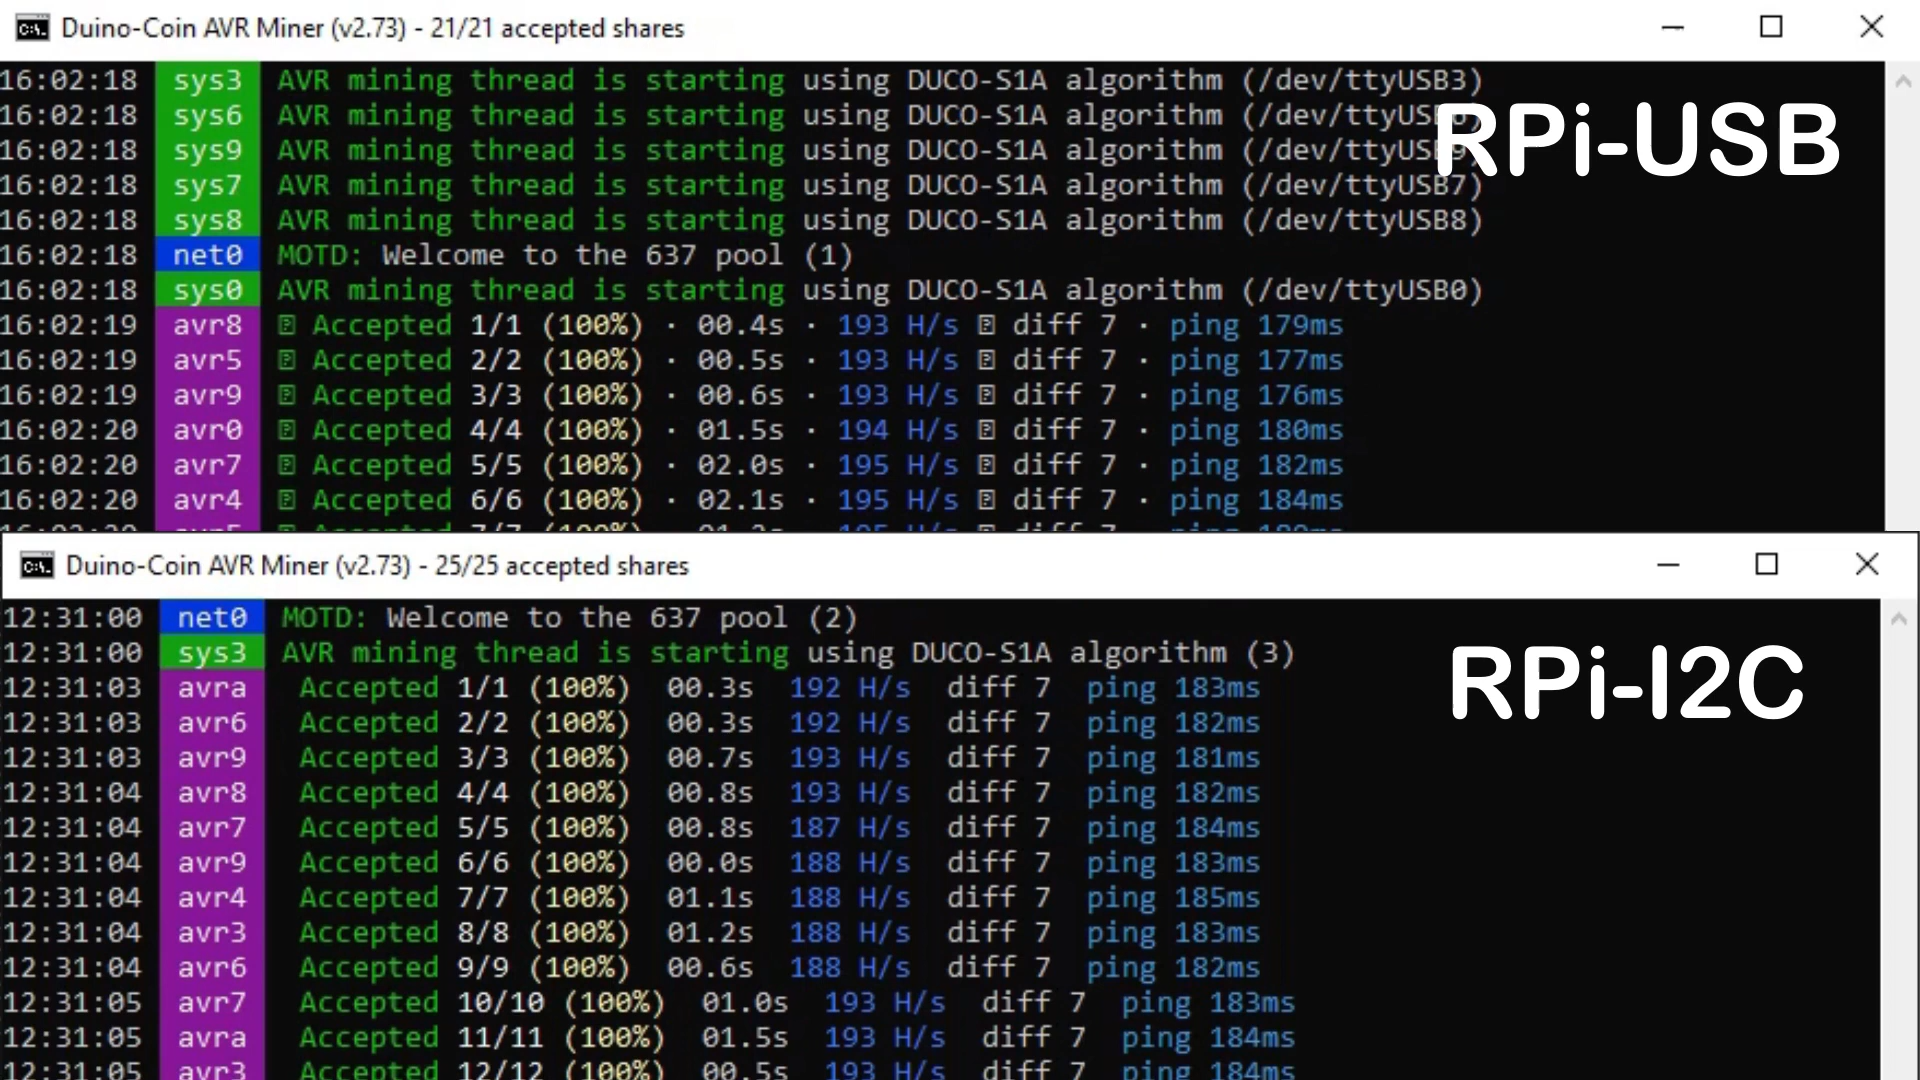 Duino-Coin AVR Miner (v2.73) - 21/21 accepted shares
16:02:18 sys3 AVR mining thread is starting using DUCO-S1A algorithm (/dev/ttyUSB3)
16:02:18 sys6 AVR mining thread is starting using DUCO-S1A algorithm
16:02:18 sys9 AVR mining thread is starting using DUCO-S1A algorithm
RPi-USB
16:02:18 sys7 AVR mining thread is starting using DUCO-S1A algorithm (/dev/ttyUSB7)
16:02:18 sys8 AVR mining thread is starting using DUCO-S1A algorithm (/dev/ttyUSB8)
16:02:18 net0 MOTD: Welcome to the 637 pool (1)
16:02:18 sys0 AVR mining thread is starting using DUCO-S1A algorithm (/dev/ttyUSB0)
16:02:19 avr8 Accepted 1/1 (100%) · 00.4s · 193 H/s diff 7 · ping 179ms
16:02:19 avr5 Accepted 2/2 (100%) · 00.5s · 193 H/s diff 7 · ping 177ms
16:02:19 avr9 Accepted 3/3 (100%) · 00.6s · 193 H/s diff 7 · ping 176ms
16:02:20 avr0 Accepted 4/4 (100%) · 01.5s · 194 H/s diff 7 · ping 180ms
16:02:20 avr7 Accepted 5/5 (100%) · 02.0s · 195 H/s diff 7 · ping 182ms
16:02:20 avr4 Accepted 6/6 (100%) · 02.1s · 195 H/s diff 7 · ping 184ms
Duino-Coin AVR Miner (v2.73) - 25/25 accepted shares
12:31:00 net0 MOTD: Welcome to the 637 pool (2)
12:31:00 sys3 AVR mining thread is starting using DUCO-S1A algorithm (3)
RPi-I2C
12:31:03 avra Accepted 1/1 (100%) 00.3s 192 H/s diff 7 ping 183ms
12:31:03 avr6 Accepted 2/2 (100%) 00.3s 192 H/s diff 7 ping 182ms
12:31:03 avr9 Accepted 3/3 (100%) 00.7s 193 H/s diff 7 ping 181ms
12:31:04 avr8 Accepted 4/4 (100%) 00.8s 193 H/s diff 7 ping 182ms
12:31:04 avr7 Accepted 5/5 (100%) 00.8s 187 H/s diff 7 ping 184ms
12:31:04 avr9 Accepted 6/6 (100%) 00.0s 188 H/s diff 7 ping 183ms
12:31:04 avr4 Accepted 7/7 (100%) 01.1s 188 H/s diff 7 ping 185ms
12:31:04 avr3 Accepted 8/8 (100%) 01.2s 188 H/s diff 7 ping 183ms
12:31:04 avr6 Accepted 9/9 (100%) 00.6s 188 H/s diff 7 ping 182ms
12:31:05 avr7 Accepted 10/10 (100%) 01.0s 193 H/s diff 7 ping 183ms
12:31:05 avra Accepted 11/11 (100%) 01.5s 193 H/s diff 7 ping 184ms
12:31:05 avr3 Accepted 12/12 (100%) 00.5s 193 H/s diff 7 ping 184ms